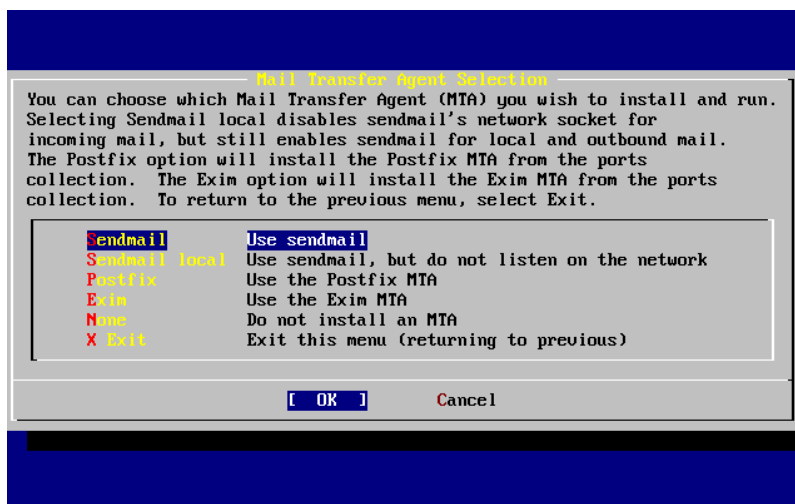 Mail Transfer Agent Selection
You can choose which Mail Transfer Agent (MTA) you wish to install and run.
Selecting Sendmail local disables sendmail's network socket for
incoming mail, but still enables sendmail for local and outbound mail.
The Postfix option will install the Postfix MTA from the ports
collection.  The Exim option will install the Exim MTA from the ports
collection.  To return to the previous menu, select Exit.
Sendmail Use sendmail
Sendmail local Use sendmail, but do not listen on the network
Postfix Use the Postfix MTA
Exim Use the Exim MTA
None Do not install an MTA
X Exit Exit this menu (returning to previous)
[ OK ] Cancel